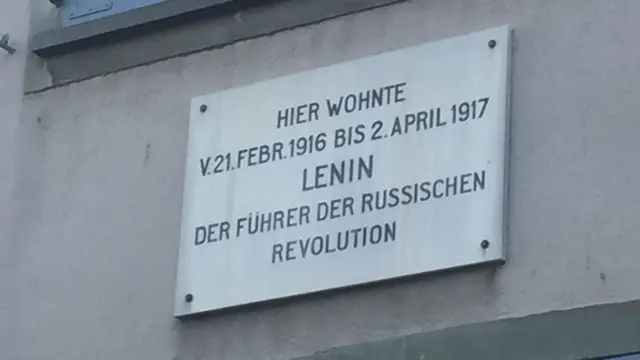 HIER WOHNTE
V. 21. FEBR. 1916 BIS 2. APRIL 1917
LENIN
DER FÜHRER DER RUSSISCHEN
REVOLUTION